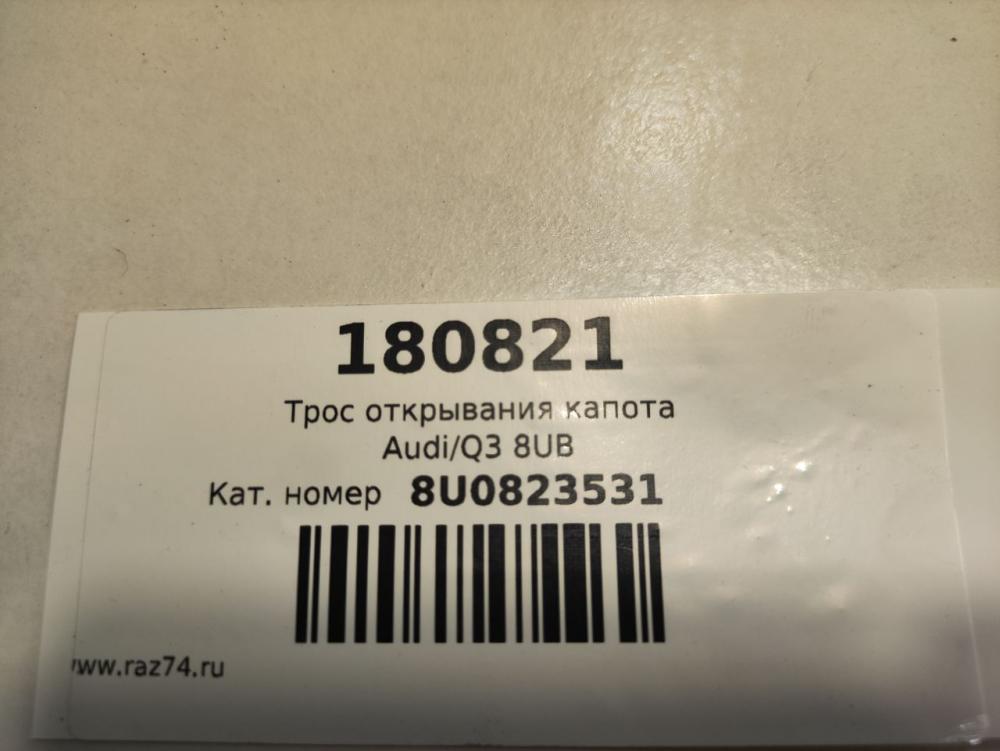 180821
Трос открывания капота
Audi/Q3 8UB
Кат. номер 8U0823531
www.raz74.ru